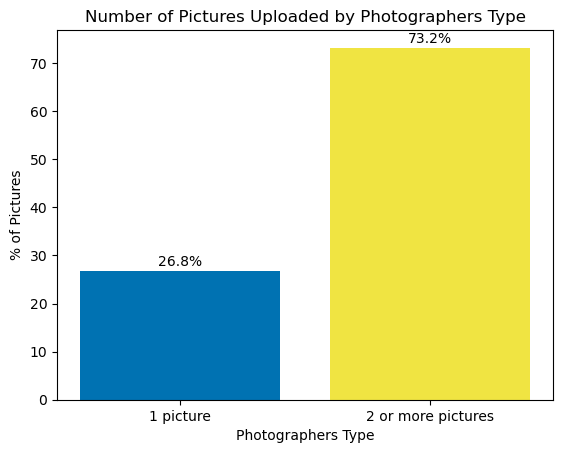 Number of Pictures Uploaded by Photographers Type
73.2%
70
60
50
40
30
20
10
0
% of Pictures
26.8%
1 picture
2 or more pictures
Photographers Type